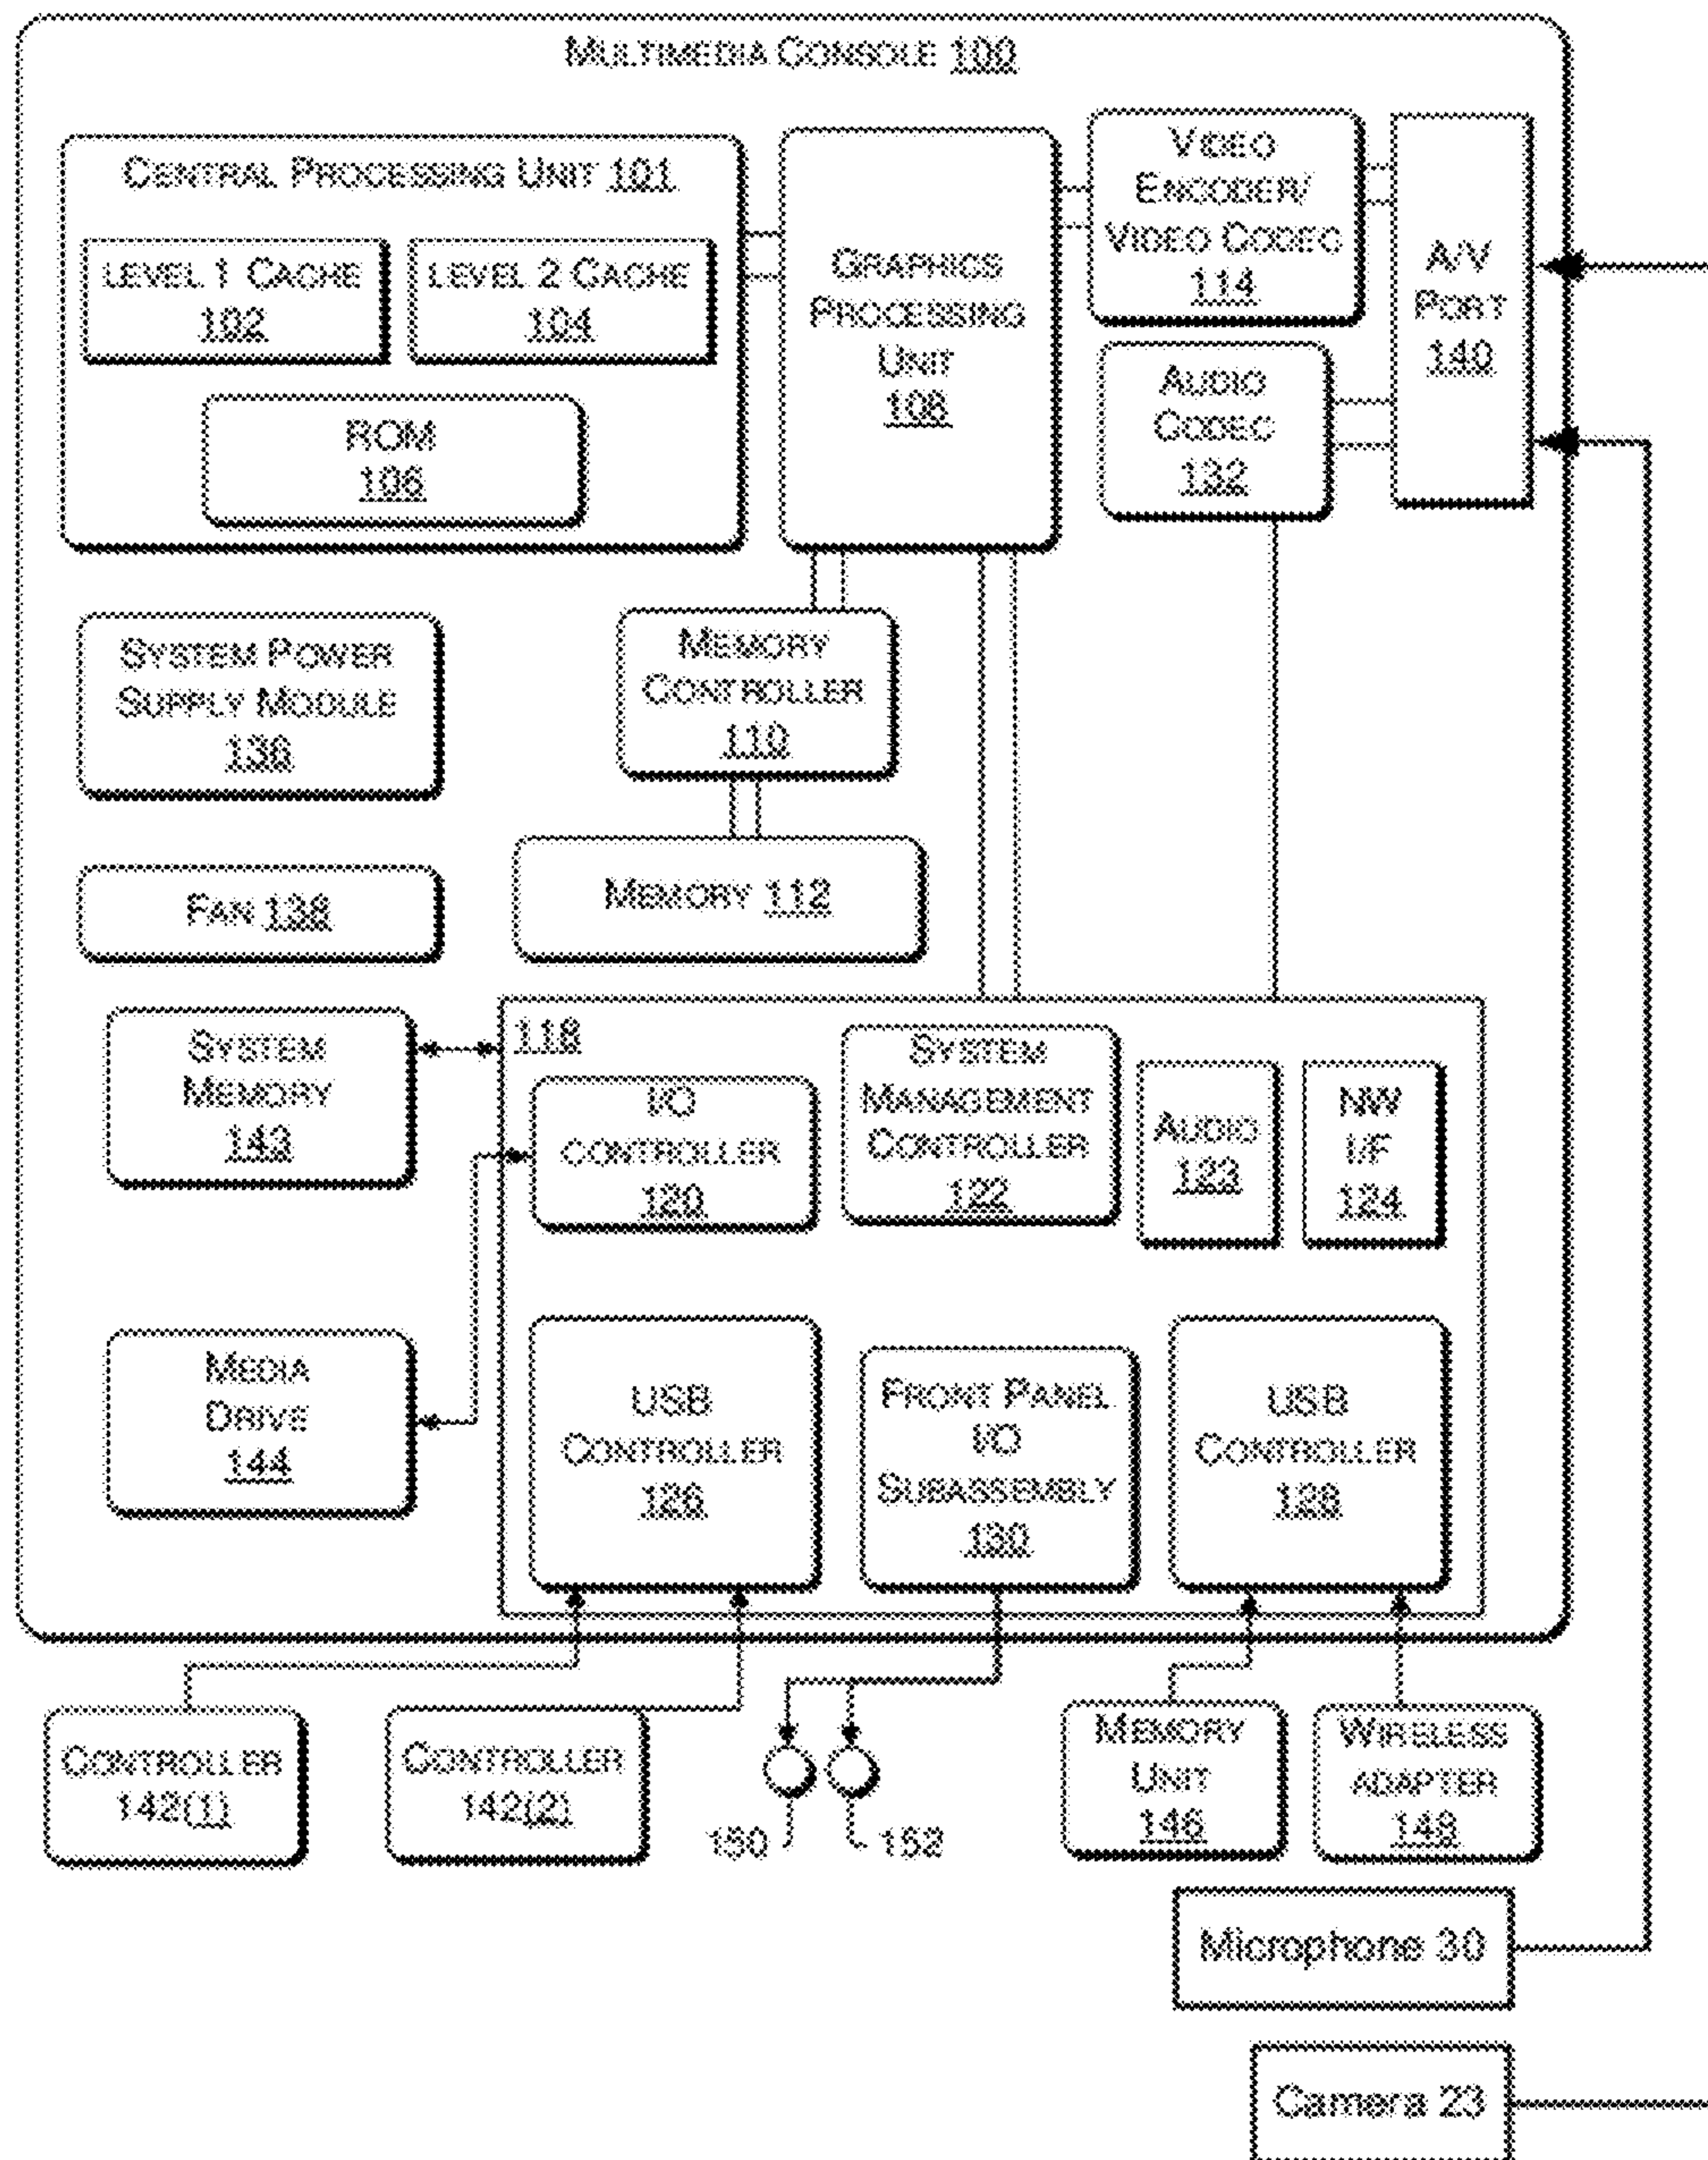 MULTIMEDIA CONSOLE 100
CENTRAL PROCESSING UNIT 101
LEVEL 1 CACHE
102
LEVEL 2 CACHE
104
ROM
106
GRAPHICS
PROCESSING
UNIT
108
VIDEO
ENCODER/
VIDEO CODEC
114
AUDIO
CODEC
132
A/V
PORT
140
SYSTEM POWER
SUPPLY MODULE
136
MEMORY
CONTROLLER
110
FAN 138
MEMORY 112
SYSTEM
MEMORY
143
118
I/O
CONTROLLER
120
SYSTEM
MANAGEMENT
CONTROLLER
122
AUDIO
123
NW
I/F
124
MEDIA
DRIVE
144
USB
CONTROLLER
126
FRONT PANEL
I/O
SUBASSEMBLY
130
USB
CONTROLLER
128
CONTROLLER
142(1)
CONTROLLER
142(2)
150
152
MEMORY
UNIT
146
WIRELESS
ADAPTER
148
Microphone 30
Camera 23